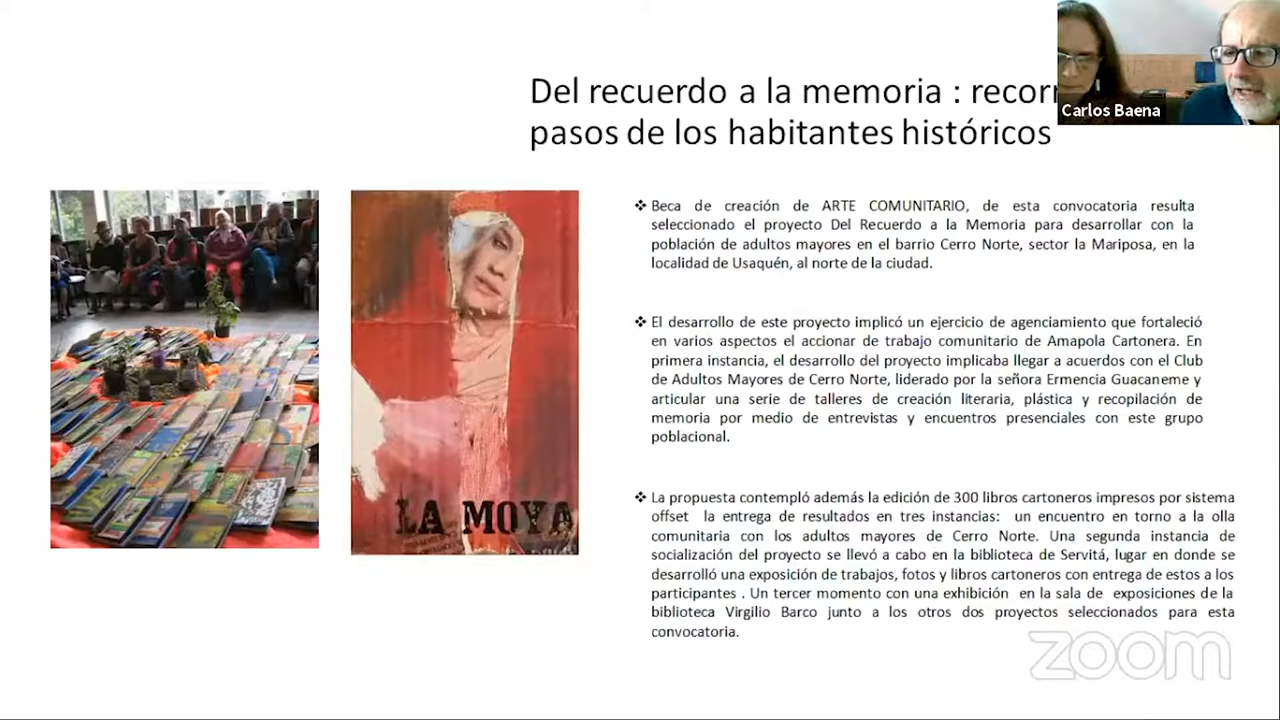 Del recuerdo a la memoria : recorr
pasos de los habitantes históricos
Carlos Baena
❖ Beca de creación de ARTE COMUNITARIO, de esta convocatoria resulta
seleccionado el proyecto Del Recuerdo a la Memoria para desarrollar con la
población de adultos mayores en el barrio Cerro Norte, sector la Mariposa, en la
localidad de Usaquén, al norte de la ciudad.
❖ El desarrollo de este proyecto implicó un ejercicio de agenciamiento que fortaleció
en varios aspectos el accionar de trabajo comunitario de Amapola Cartonera. En
primera instancia, el desarrollo del proyecto implicaba llegar a acuerdos con el Club
de Adultos Mayores de Cerro Norte, liderado por la señora Ermencia Guacaneme y
articular una serie de talleres de creación literaria, plástica y recopilación de
memoria por medio de entrevistas y encuentros presenciales con este grupo
poblacional.
❖ La propuesta contempló además la edición de 300 libros cartoneros impresos por sistema
offset la entrega de resultados en tres instancias: un encuentro en torno a la olla
comunitaria con los adultos mayores de Cerro Norte. Una segunda instancia de
socialización del proyecto se llevó a cabo en la biblioteca de Servitá, lugar en donde se
desarrolló una exposición de trabajos, fotos y libros cartoneros con entrega de estos a los
participantes . Un tercer momento con una exhibición en la sala de exposiciones de la
biblioteca Virgilio Barco junto a los otros dos proyectos seleccionados para esta
convocatoria.
LA MOYA
zoom